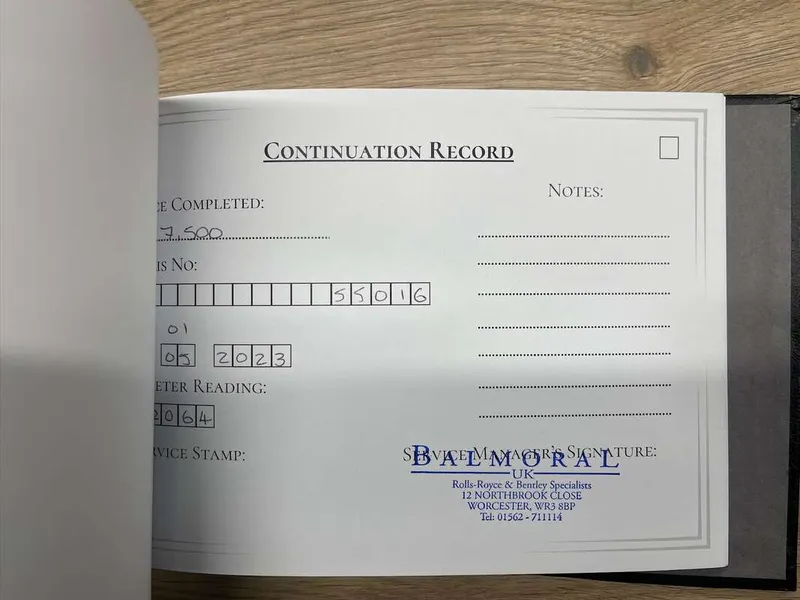 CONTINUATION RECORD
CE COMPLETED:
NOTES:
7,500
IS NO:
55016
01
05 2023
ETER READING:
2064
VICE STAMP:
SERVICE MANAGER'S SIGNATURE:
BALMORAL
UK
Rolls-Royce & Bentley Specialists
12 NORTHBROOK CLOSE
WORCESTER, WR3 8BP
Tel: 01562 - 711114